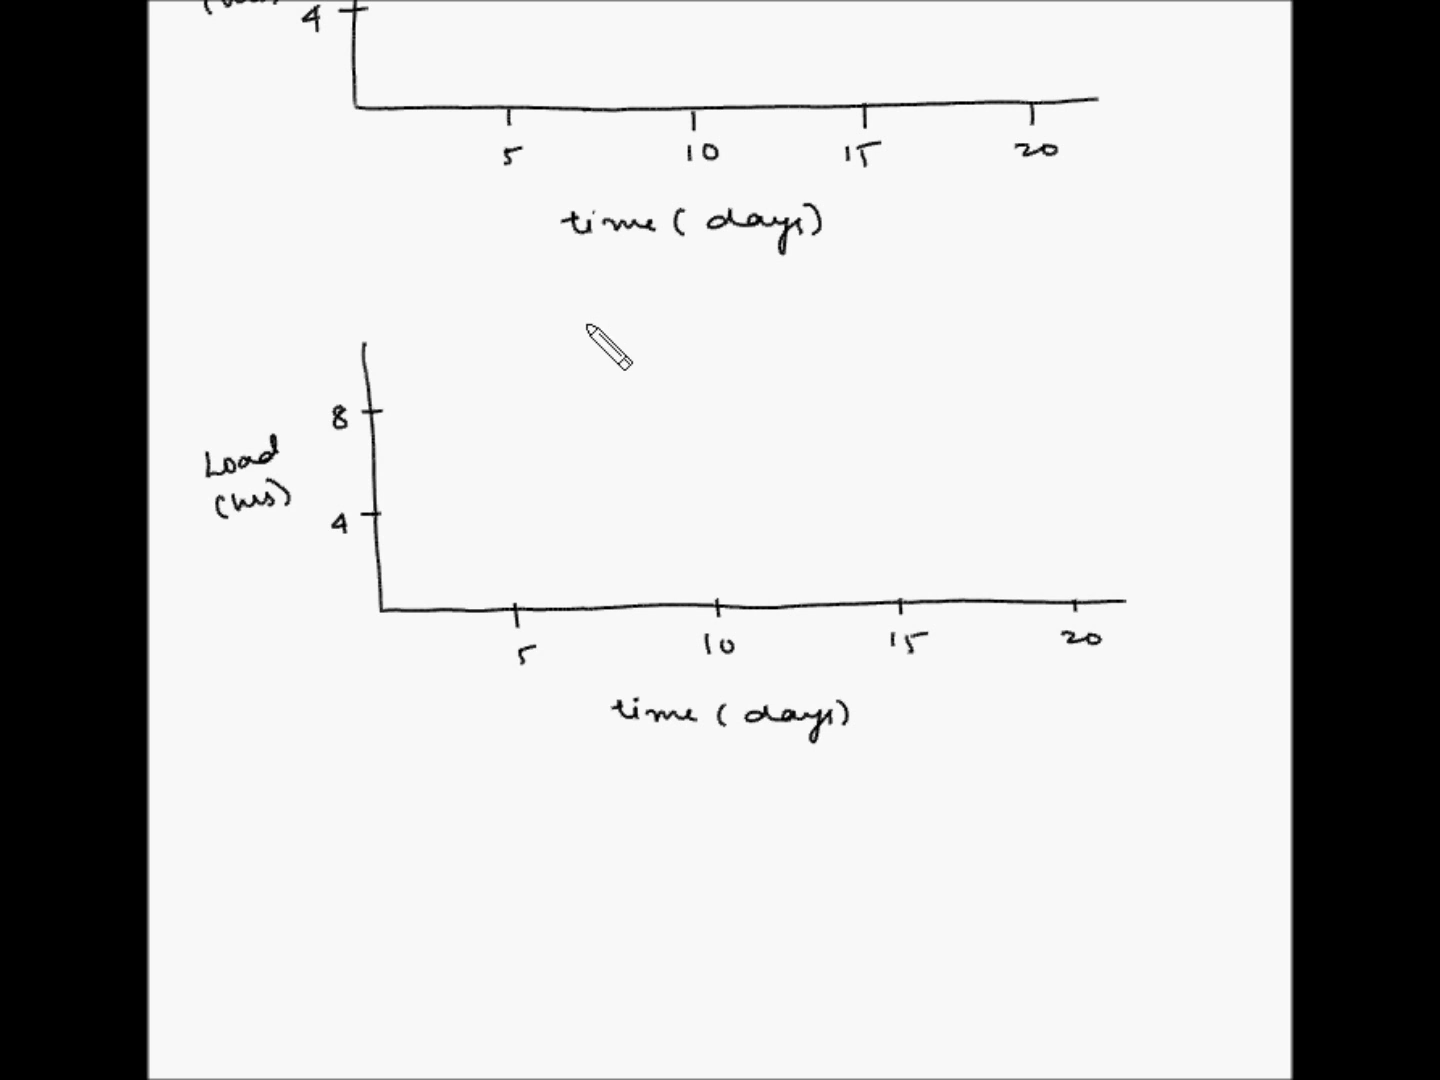 4
5 10 15 20
time ( days)
8
Load
(hrs)
4
5 10 15 20
time ( days)